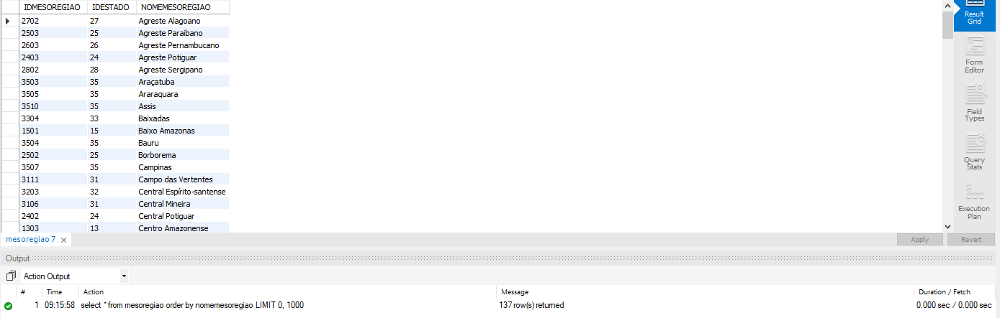 IDMESOREGIAO IDESTADO NOMEMESOREGIAO
2702 27 Agreste Alagoano
2503 25 Agreste Paraibano
2603 26 Agreste Pernambucano
2403 24 Agreste Potiguar
2802 28 Agreste Sergipano
3503 35 Araçatuba
3505 35 Araraquara
3510 35 Assis
3304 33 Baixadas
1501 15 Baixo Amazonas
3504 35 Bauru
2502 25 Borborema
3507 35 Campinas
3111 31 Campo das Vertentes
3203 32 Central Espírito-santense
3106 31 Central Mineira
2402 24 Central Potiguar
1303 13 Centro Amazonense
Result
Grid
Form
Editor
Field
Types
Query
Stats
Execution
Plan
mesoregiao 7
Apply Revert
Output
Action Output
# Time Action Message Duration / Fetch
1 09:15:58 select * from mesoregiao order by nomemesoregiao LIMIT 0, 1000 137 row(s) returned 0.000 sec / 0.000 sec